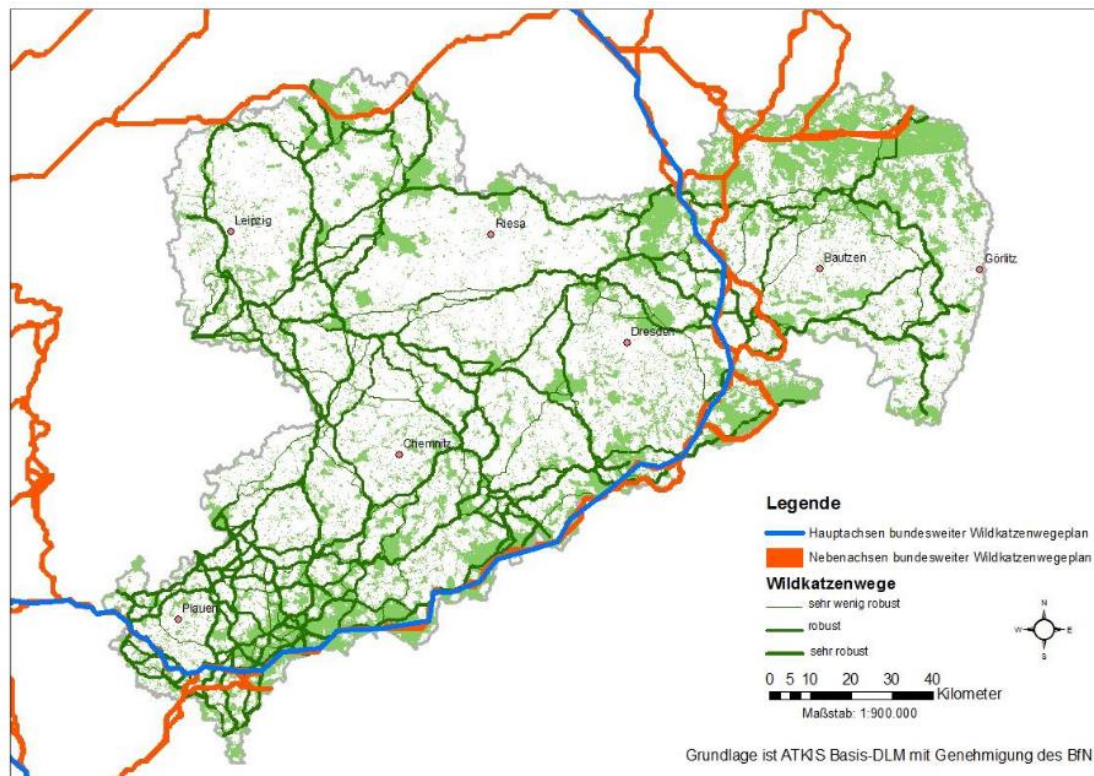 Leipzig
Riesa
Bautzen
Görlitz
Dresden
Chemnitz
Plauen
Legende
Hauptachsen bundesweiter Wildkatzenwegeplan
Nebenachsen bundesweiter Wildkatzenwegeplan
Wildkatzenwege
sehr wenig robust
robust
sehr robust
N
W E
S
0 5 10 20 30 40
Kilometer
Maßstab: 1:900.000
Grundlage ist ATKIS Basis-DLM mit Genehmigung des BfN